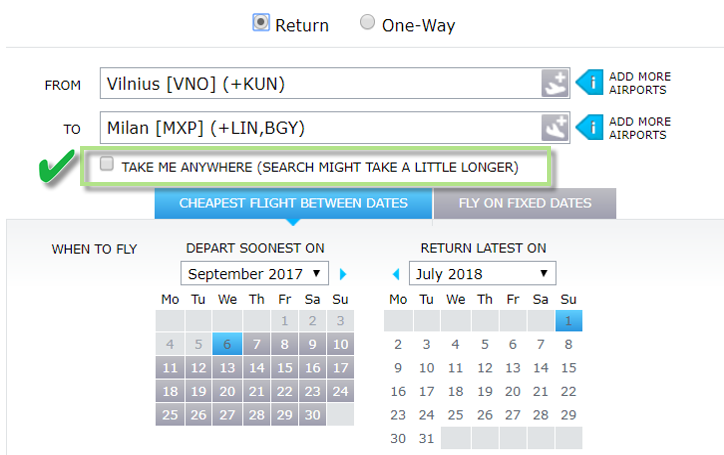 Return One-Way
FROM Vilnius [VNO] (+KUN) i ADD MORE
AIRPORTS
TO Milan [MXP] (+LIN,BGY) i ADD MORE
AIRPORTS
TAKE ME ANYWHERE (SEARCH MIGHT TAKE A LITTLE LONGER)
CHEAPEST FLIGHT BETWEEN DATES FLY ON FIXED DATES
WHEN TO FLY DEPART SOONEST ON RETURN LATEST ON
September 2017 July 2018
Mo Tu We Th Fr Sa Su Mo Tu We Th Fr Sa Su
1 2 3 1
4 5 6 7 8 9 10 2 3 4 5 6 7 8
11 12 13 14 15 16 17 9 10 11 12 13 14 15
18 19 20 21 22 23 24 16 17 18 19 20 21 22
25 26 27 28 29 30 23 24 25 26 27 28 29
30 31